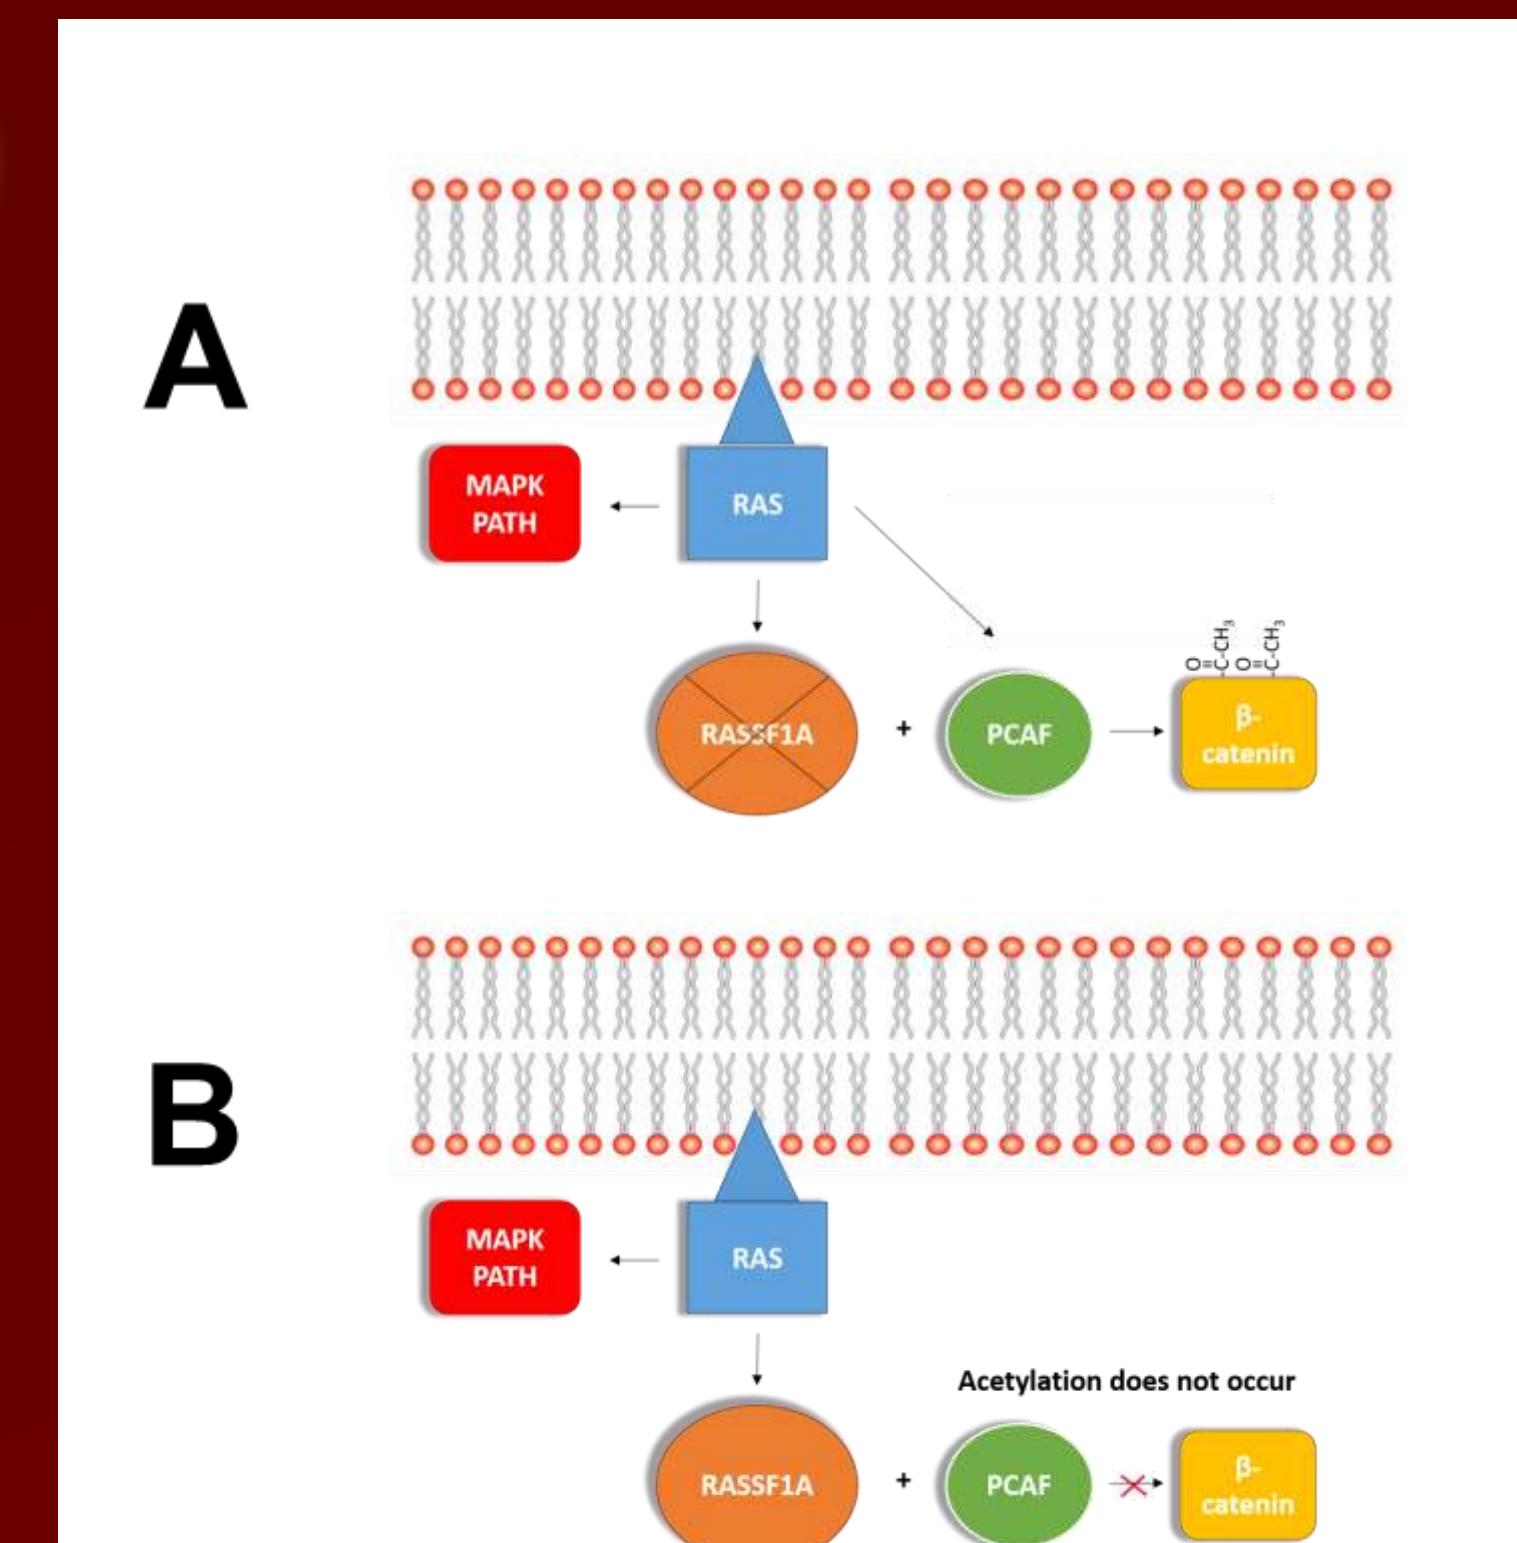 A
MAPK
PATH
RAS
O=C-CH₃
O=C-CH₃
RASSF1A
+
PCAF
β-
catenin
B
MAPK
PATH
RAS
Acetylation does not occur
RASSF1A
+
PCAF
β-
catenin